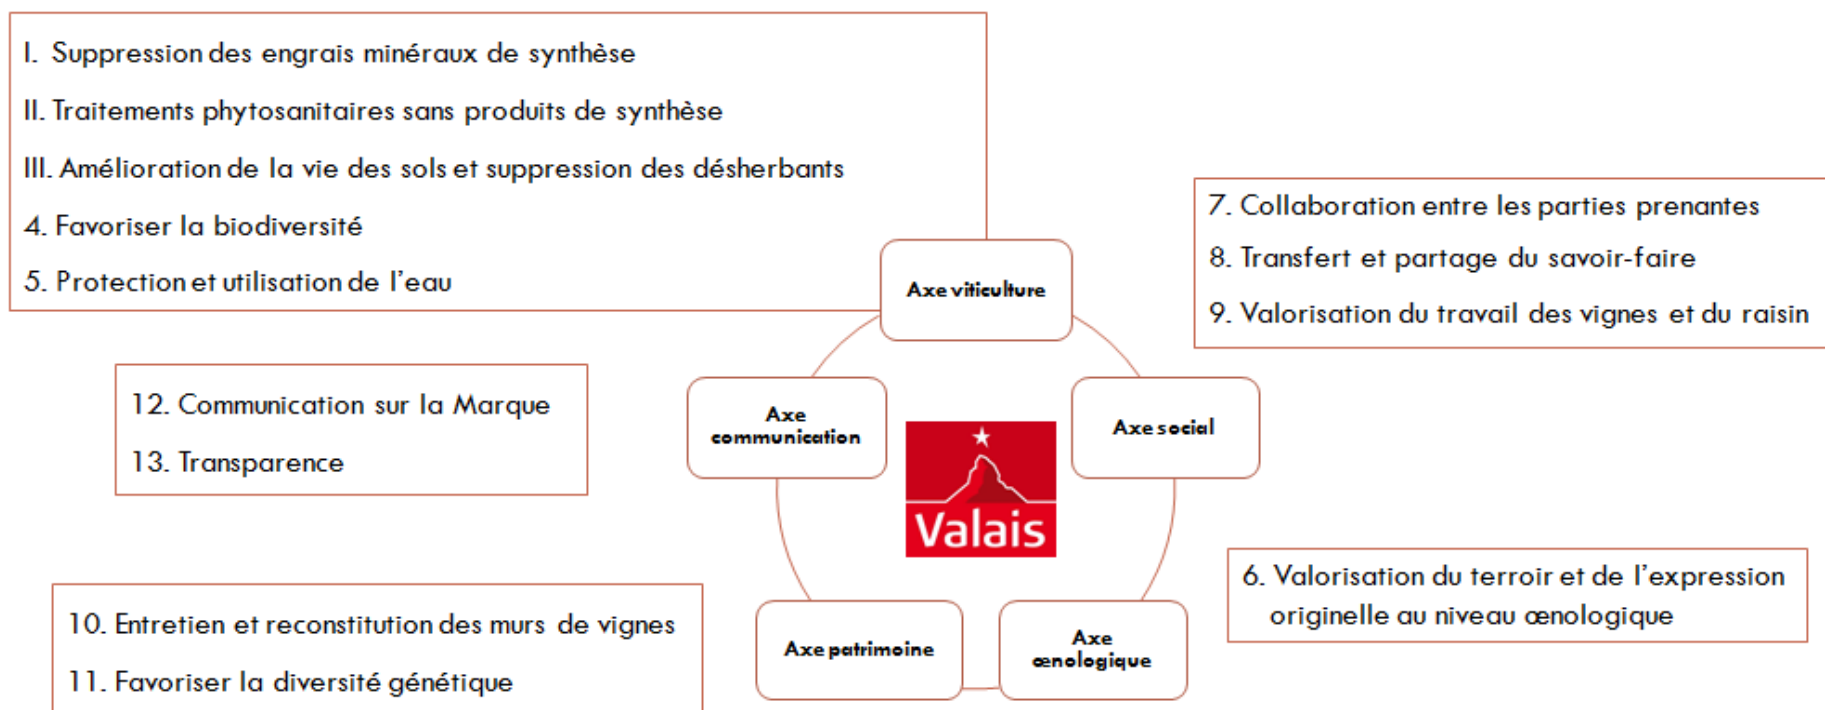 I. Suppression des engrais minéraux de synthèse
II. Traitements phytosanitaires sans produits de synthèse
III. Amélioration de la vie des sols et suppression des désherbants
4. Favoriser la biodiversité
5. Protection et utilisation de l'eau
7. Collaboration entre les parties prenantes
8. Transfert et partage du savoir-faire
9. Valorisation du travail des vignes et du raisin
Axe viticulture
12. Communication sur la Marque
13. Transparence
Axe
communication
Axe social
Valais
6. Valorisation du terroir et de l'expression
originelle au niveau œnologique
10. Entretien et reconstitution des murs de vignes
11. Favoriser la diversité génétique
Axe patrimoine
Axe
œnologique